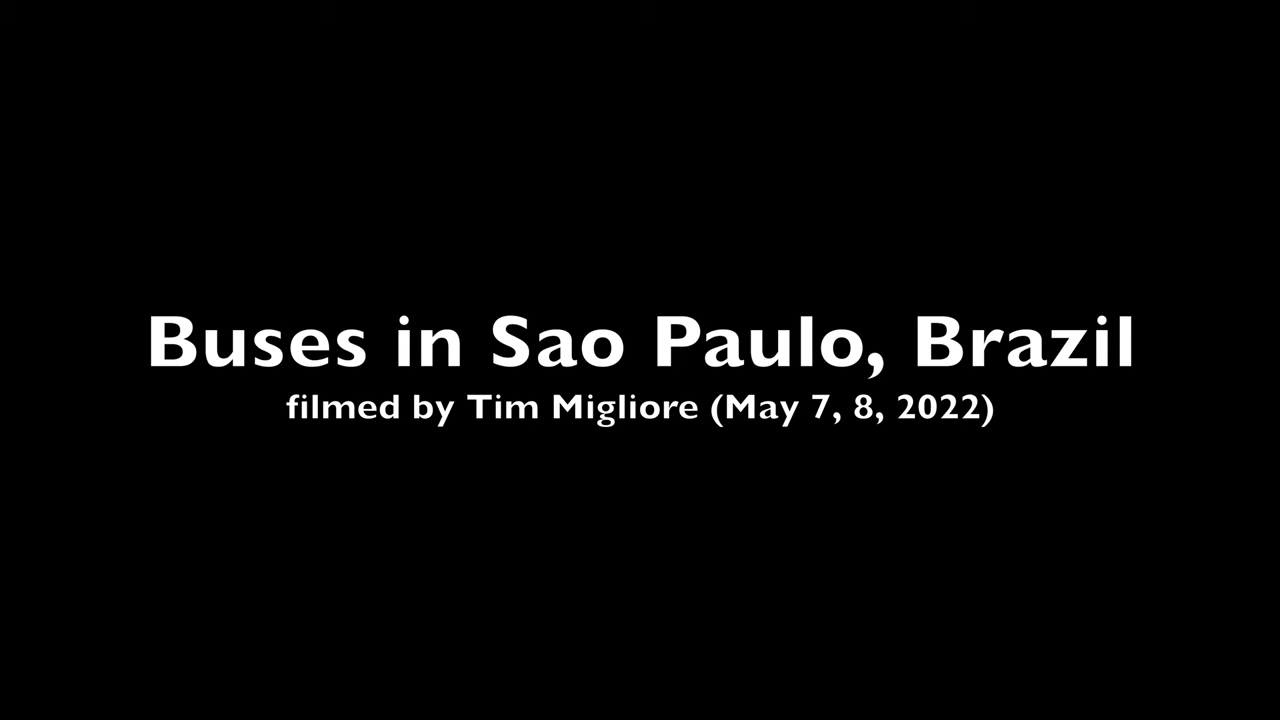 Buses in Sao Paulo, Brazil
filmed by Tim Migliore (May 7, 8, 2022)